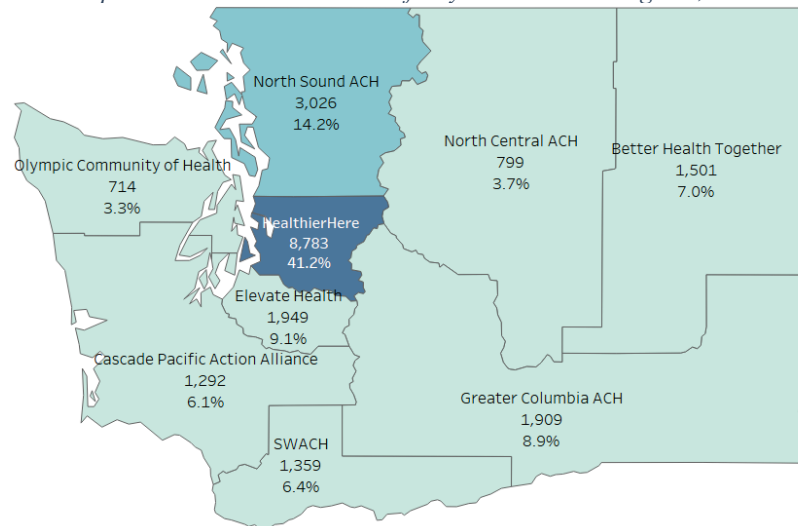 North Sound ACH
3,026
14.2%
North Central ACH
799
3.7%
Better Health Together
1,501
7.0%
Olympic Community of Health
714
3.3%
HealthierHere
8,783
41.2%
Elevate Health
1,949
9.1%
Cascade Pacific Action Alliance
1,292
6.1%
Greater Columbia ACH
1,909
8.9%
SWACH
1,359
6.4%